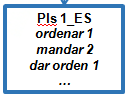 Pls 1_ES
ordenar 1
mandar 2
dar orden 1
...